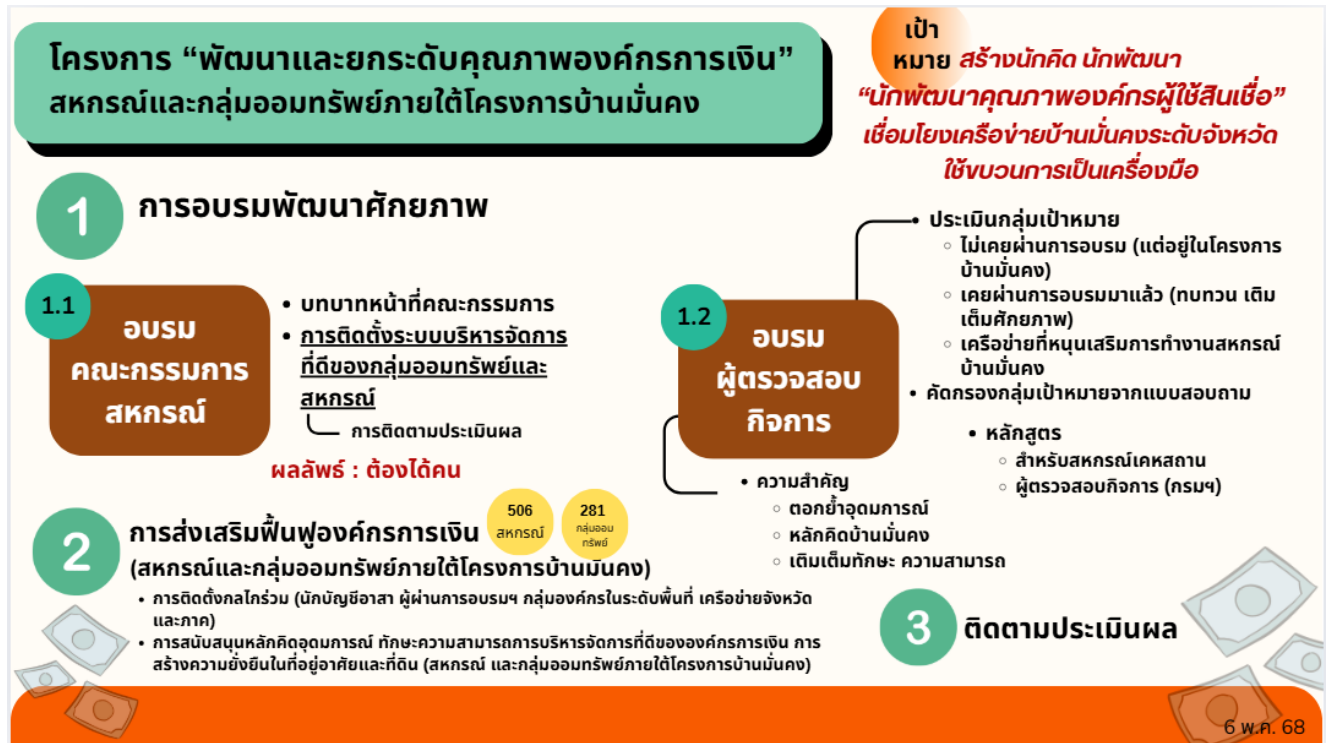 โครงการ “พัฒนาและยกระดับคุณภาพองค์กรการเงิน”
สหกรณ์และกลุ่มออมทรัพย์ภายใต้โครงการบ้านมั่นคง
เป้า
หมาย
สร้างนักคิด นักพัฒนา
“นักพัฒนาคุณภาพองค์กรผู้ใช้สินเชื่อ”
เชื่อมโยงเครือข่ายบ้านมั่นคงระดับจังหวัด
ใช้ขบวนการเป็นเครื่องมือ
1
การอบรมพัฒนาศักยภาพ
1.1
อบรม
คณะกรรมการ
สหกรณ์
• บทบาทหน้าที่คณะกรรมการ
• การติดตั้งระบบบริหารจัดการ
ที่ดีของกลุ่มออมทรัพย์และ
สหกรณ์
การติดตามประเมินผล
ผลลัพธ์ : ต้องได้คน
1.2
อบรม
ผู้ตรวจสอบ
กิจการ
• ประเมินกลุ่มเป้าหมาย
◦ ไม่เคยผ่านการอบรม (แต่อยู่ในโครงการ
บ้านมั่นคง)
◦ เคยผ่านการอบรมมาแล้ว (ทบทวน เติม
เต็มศักยภาพ)
◦ เครือข่ายที่หนุนเสริมการทำงานสหกรณ์
บ้านมั่นคง
• คัดกรองกลุ่มเป้าหมายจากแบบสอบถาม
• หลักสูตร
◦ สำหรับสหกรณ์เคหสถาน
◦ ผู้ตรวจสอบกิจการ (กรมฯ)
• ความสำคัญ
◦ ตอกย้ำอุดมการณ์
◦ หลักคิดบ้านมั่นคง
◦ เติมเต็มทักษะ ความสามารถ
2
การส่งเสริมฟื้นฟูองค์กรการเงิน
506
สหกรณ์
281
กลุ่มออม
ทรัพย์
(สหกรณ์และกลุ่มออมทรัพย์ภายใต้โครงการบ้านมั่นคง)
• การติดตั้งกลไกร่วม (นักบัญชีอาสา ผู้ผ่านการอบรมฯ กลุ่มองค์กรในระดับพื้นที่ เครือข่ายจังหวัด
และภาค)
• การสนับสนุนหลักคิดอุดมการณ์ ทักษะความสามารถการบริหารจัดการที่ดีขององค์กรการเงิน การ
สร้างความยั่งยืนในที่อยู่อาศัยและที่ดิน (สหกรณ์ และกลุ่มออมทรัพย์ภายใต้โครงการบ้านมั่นคง)
3
ติดตามประเมินผล
6 พ.ค. 68